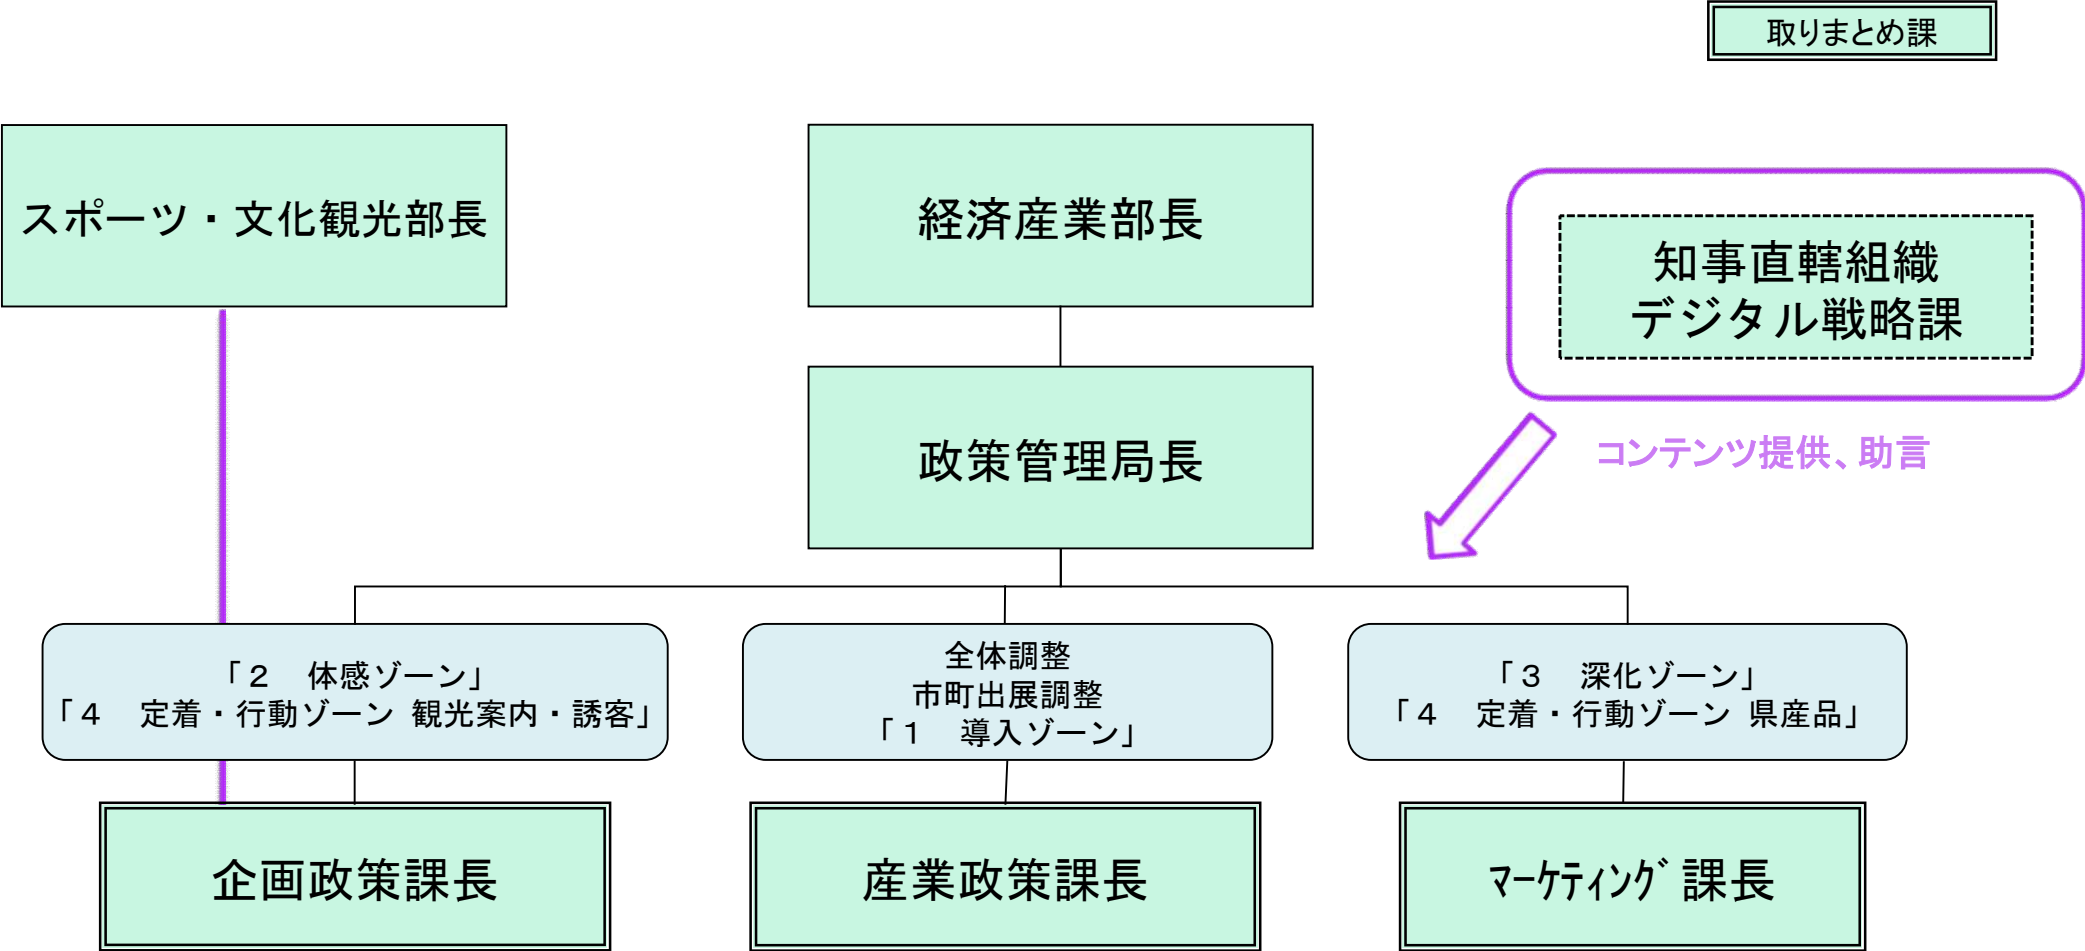 取りまとめ課
スポーツ・文化観光部長
経済産業部長
知事直轄組織
デジタル戦略課
政策管理局長
コンテンツ提供、助言
「２　体感ゾーン」
「４　定着・行動ゾーン 観光案内・誘客」
全体調整
市町出展調整
「１　導入ゾーン」
「３　深化ゾーン」
「４　定着・行動ゾーン 県産品」
企画政策課長
産業政策課長
ﾏｰｹﾃｨﾝｸﾞ課長